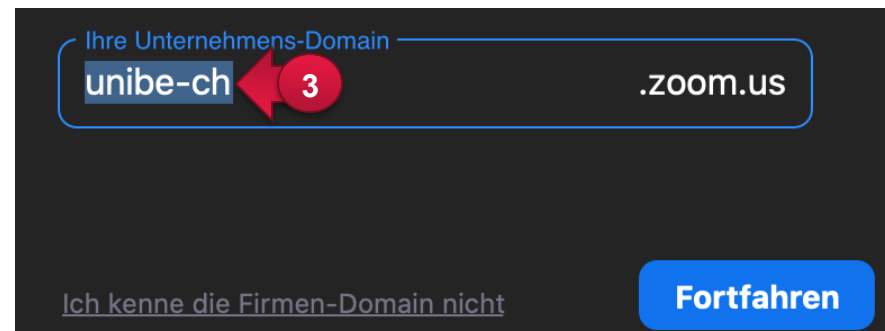 Ihre Unternehmens-Domain
unibe-ch 3 .zoom.us
Ich kenne die Firmen-Domain nicht
Fortfahren